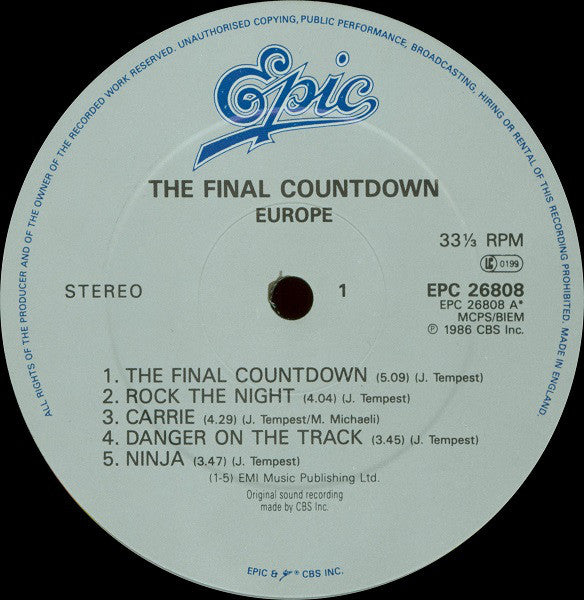 ALL RIGHTS OF THE PRODUCER AND OF THE OWNER OF THE RECORDED WORK RESERVED. UNAUTHORISED COPYING, PUBLIC PERFORMANCE, BROADCASTING, HIRING OR RENTAL OF THIS RECORDING PROHIBITED. MADE IN ENGLAND.
Epic
THE FINAL COUNTDOWN
EUROPE
33⅓ RPM
LC 0199
STEREO
1
EPC 26808
EPC 26808 A*
MCPS/BIEM
℗ 1986 CBS Inc.
1. THE FINAL COUNTDOWN (5.09) (J. Tempest)
2. ROCK THE NIGHT (4.04) (J. Tempest)
3. CARRIE (4.29) (J. Tempest/M. Michaeli)
4. DANGER ON THE TRACK (3.45) (J. Tempest)
5. NINJA (3.47) (J. Tempest)
(1-5) EMI Music Publishing Ltd.
Original sound recording
made by CBS Inc.
EPIC & ® CBS INC.